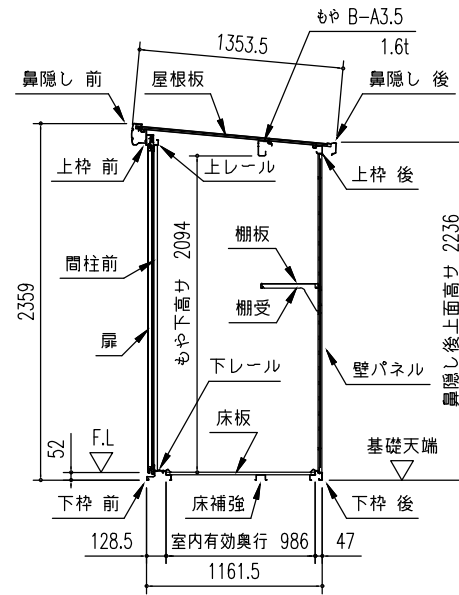 もや B-A3.5
1.6t
1353.5
鼻隠し 前
屋根板
鼻隠し 後
上枠 前
上レール
上枠 後
2359
間柱前
もや下高サ 2094
棚板
棚受
鼻隠し後上面高サ 2236
扉
下レール
壁パネル
52
F.L
床板
基礎天端
下枠 前
床補強
下枠 後
128.5
室内有効奥行 986
47
1161.5